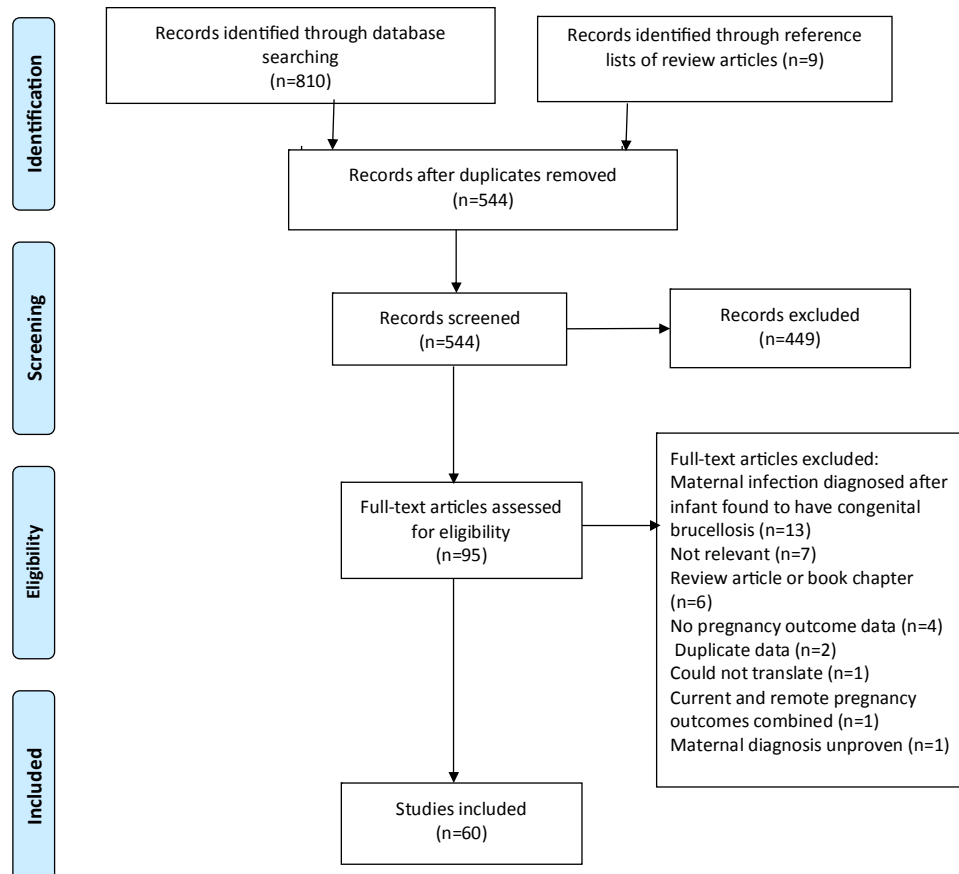 Identification
Records identified through database
searching
(n=810)
Records identified through reference
lists of review articles (n=9)
Records after duplicates removed
(n=544)
Screening
Records screened
(n=544)
Records excluded
(n=449)
Eligibility
Full-text articles assessed
for eligibility
(n=95)
Full-text articles excluded:
Maternal infection diagnosed after
infant found to have congenital
brucellosis (n=13)
Not relevant (n=7)
Review article or book chapter
(n=6)
No pregnancy outcome data (n=4)
Duplicate data (n=2)
Could not translate (n=1)
Current and remote pregnancy
outcomes combined (n=1)
Maternal diagnosis unproven (n=1)
Included
Studies included
(n=60)